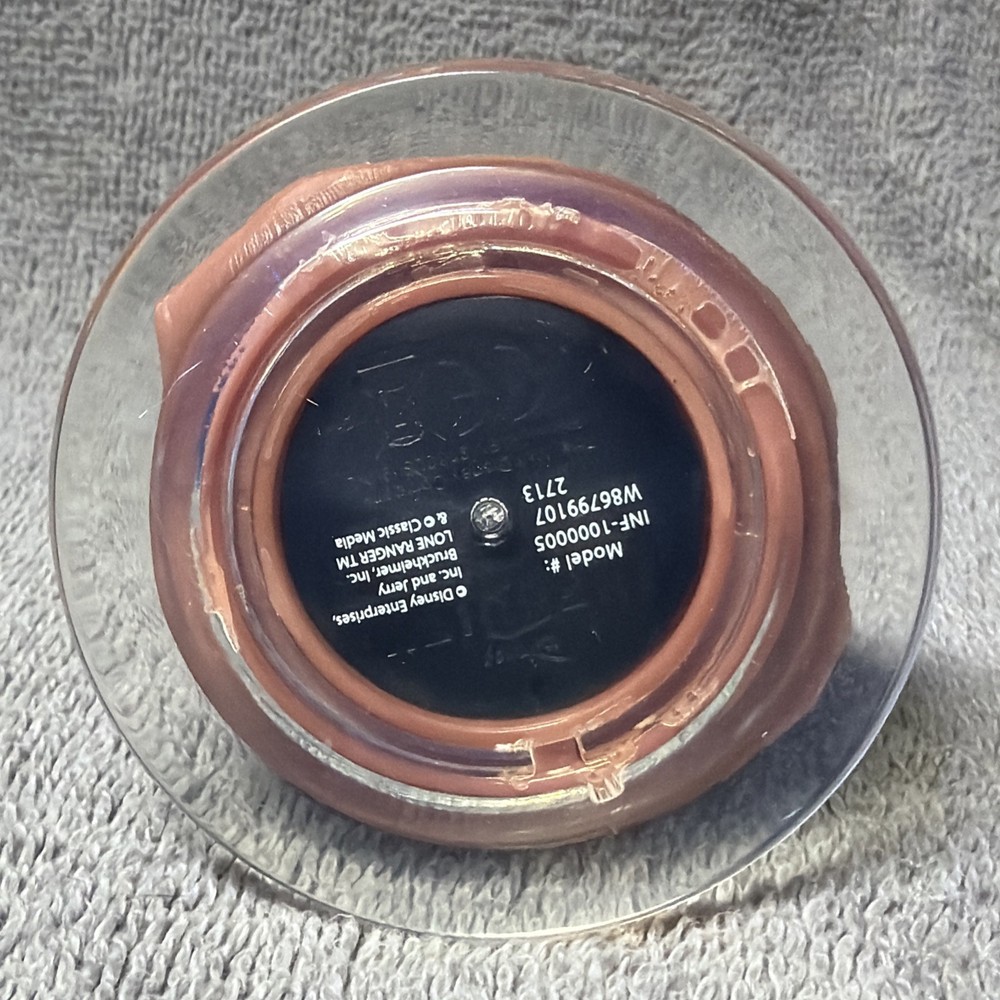 Model #:
INF-1000005
W86799107
2713
© Disney Enterprises,
Inc. and Jerry
Bruckheimer, Inc.
LONE RANGER TM
& © Classic Media.